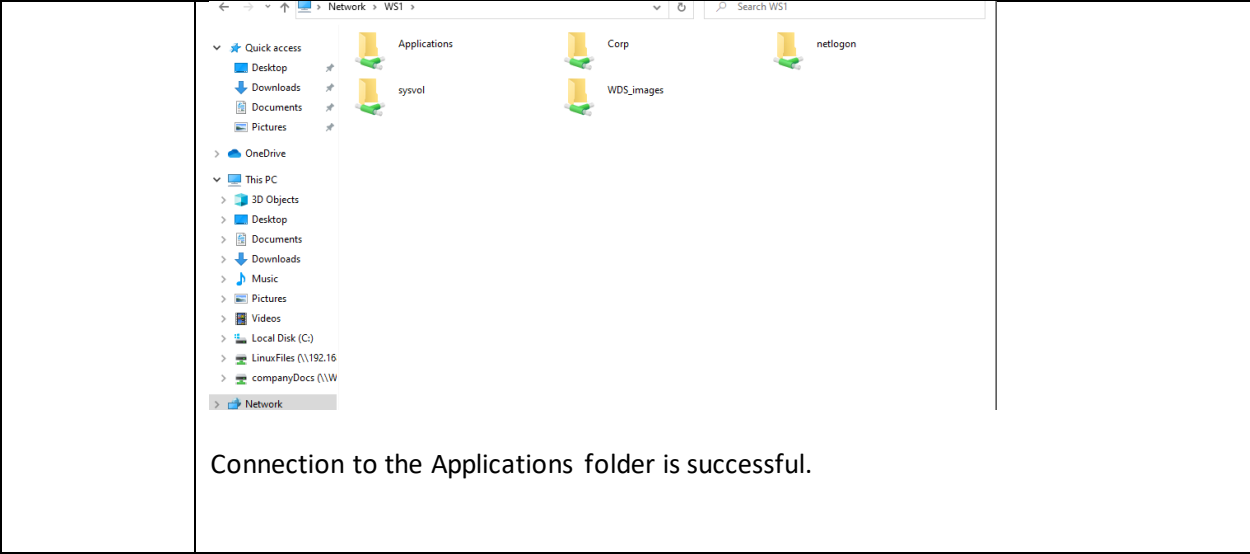 Network > WS1 >
Search WS1
Quick access
Desktop
Downloads
Documents
Pictures
OneDrive
This PC
3D Objects
Desktop
Documents
Downloads
Music
Pictures
Videos
Local Disk (C:)
LinuxFiles (\\192.16
companyDocs (\\W
Network
Applications
Corp
netlogon
sysvol
WDS_images
Connection to the Applications folder is successful.